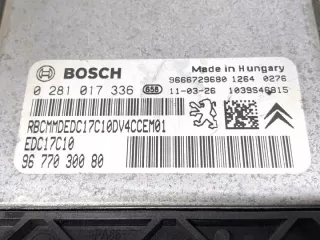 BOSCH
Made in Hungary
9666729680 1264 0276
0 281 017 336 658 11-03-26 1039S46815
RBCMMDEDC17C10DV4CCEM01
EDC17C10
96 770 300 80